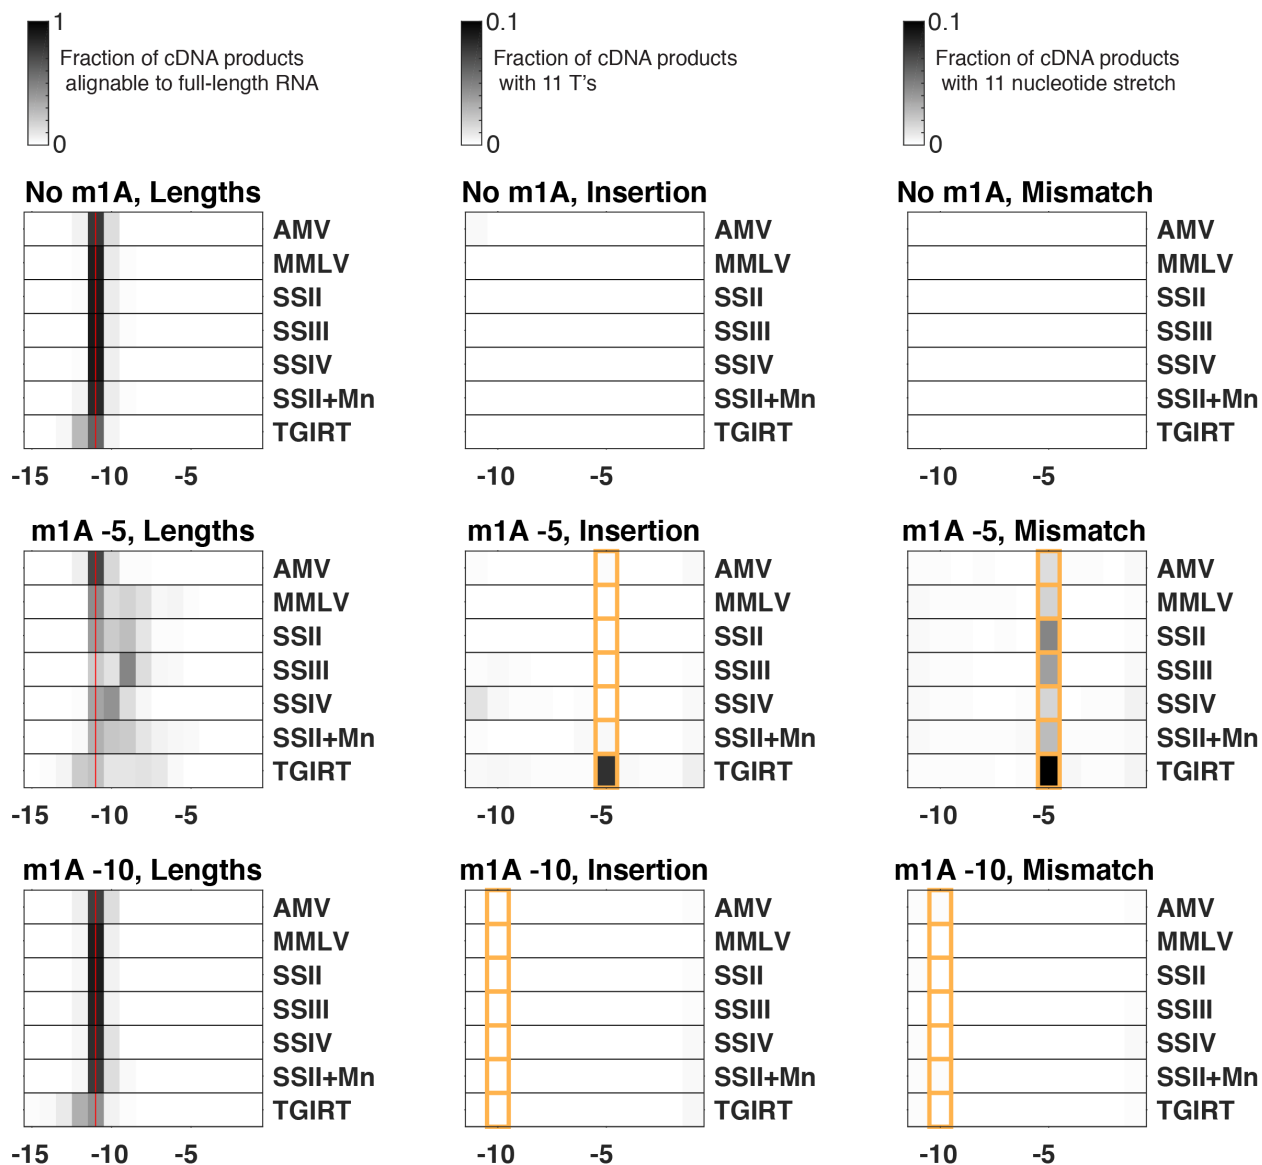 1
Fraction of cDNA products
alignable to full-length RNA
0
0.1
Fraction of cDNA products
with 11 T's
0
0.1
Fraction of cDNA products
with 11 nucleotide stretch
0
No m1A, Lengths
AMV
MMLV
SSII
SSIII
SSIV
SSII+Mn
TGIRT
-15 -10 -5
No m1A, Insertion
AMV
MMLV
SSII
SSIII
SSIV
SSII+Mn
TGIRT
-10 -5
No m1A, Mismatch
AMV
MMLV
SSII
SSIII
SSIV
SSII+Mn
TGIRT
-10 -5
m1A -5, Lengths
AMV
MMLV
SSII
SSIII
SSIV
SSII+Mn
TGIRT
-15 -10 -5
m1A -5, Insertion
AMV
MMLV
SSII
SSIII
SSIV
SSII+Mn
TGIRT
-10 -5
m1A -5, Mismatch
AMV
MMLV
SSII
SSIII
SSIV
SSII+Mn
TGIRT
-10 -5
m1A -10, Lengths
AMV
MMLV
SSII
SSIII
SSIV
SSII+Mn
TGIRT
-15 -10 -5
m1A -10, Insertion
AMV
MMLV
SSII
SSIII
SSIV
SSII+Mn
TGIRT
-10 -5
m1A -10, Mismatch
AMV
MMLV
SSII
SSIII
SSIV
SSII+Mn
TGIRT
-10 -5